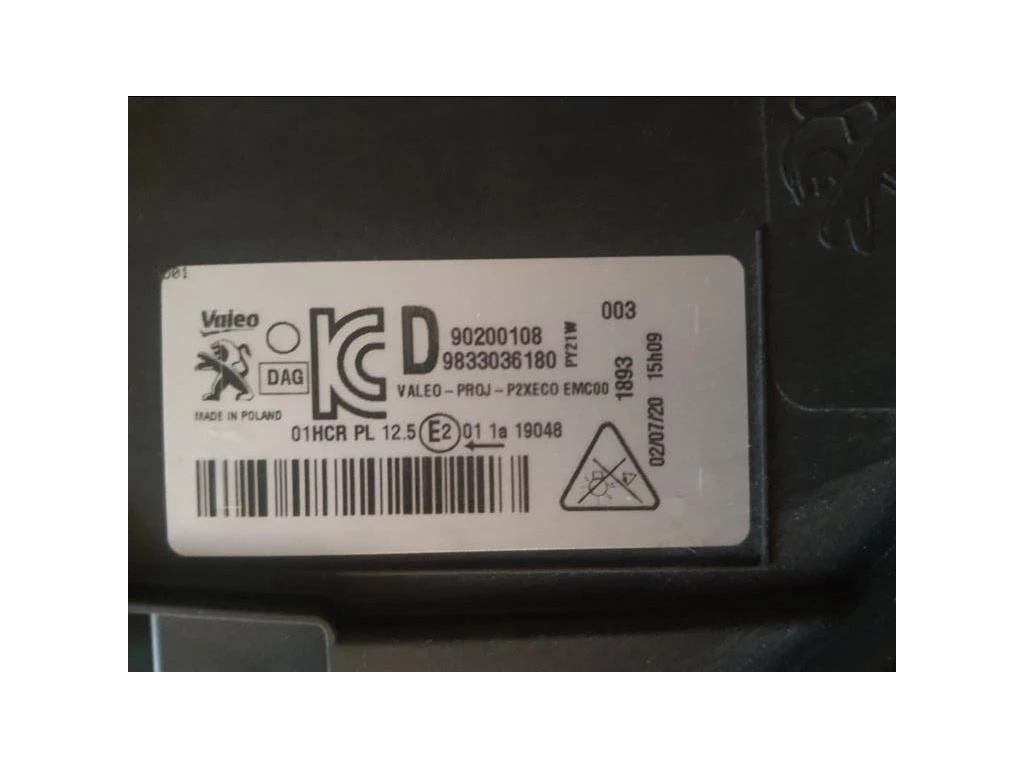 Valeo
DAG
MADE IN POLAND
D
90200108
9833036180
PY21W
003
VALEO-PROJ-P2XECO EMC00
1893
02/07/20 15h09
01HCR PL 12.5 E2 01 1a 19048